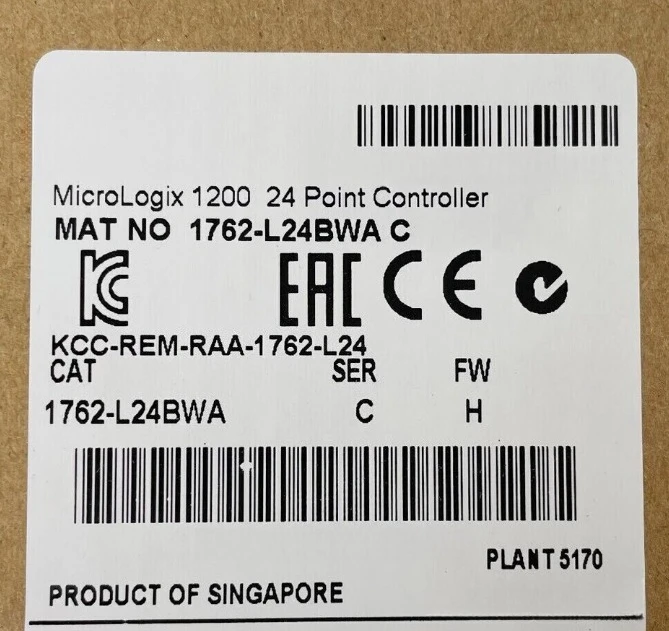 MicroLogix 1200 24 Point Controller
MAT NO 1762-L24BWA C
KC EAC CE
KCC-REM-RAA-1762-L24
CAT SER FW
1762-L24BWA C H
PLANT 5170
PRODUCT OF SINGAPORE